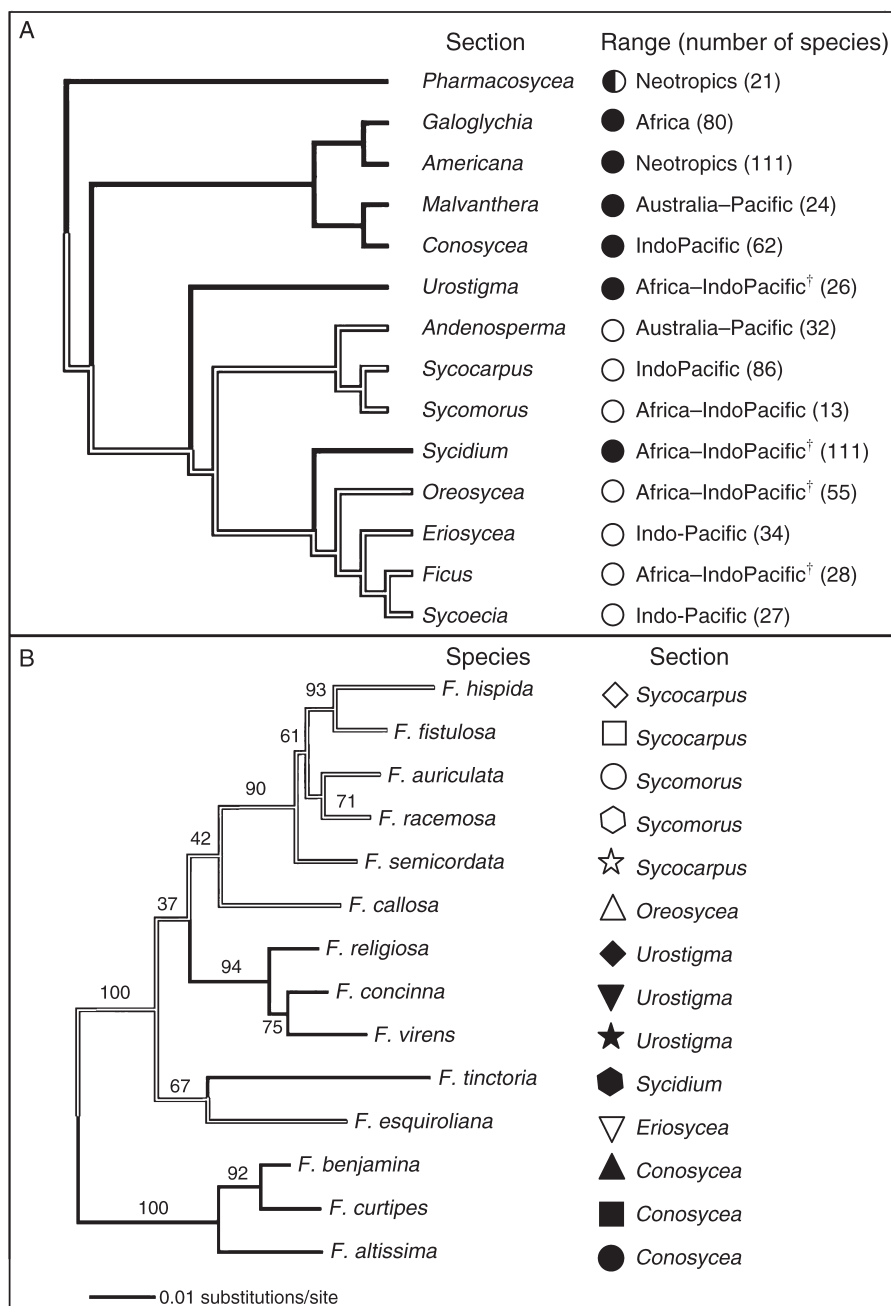 A
Section Range (number of species)
Pharmacosycea Neotropics (21)
Galoglychia Africa (80)
Americana Neotropics (111)
Malvanthera Australia–Pacific (24)
Conosycea IndoPacific (62)
Urostigma Africa–IndoPacific† (26)
Andenosperma Australia–Pacific (32)
Sycocarpus IndoPacific (86)
Sycomorus Africa–IndoPacific (13)
Sycidium Africa–IndoPacific† (111)
Oreosycea Africa–IndoPacific† (55)
Eriosycea Indo-Pacific (34)
Ficus Africa–IndoPacific† (28)
Sycoecia Indo-Pacific (27)
B
Species Section
93 F. hispida Sycocarpus
F. fistulosa Sycocarpus
61
F. auriculata Sycomorus
90 71
F. racemosa Sycomorus
42
F. semicordata Sycocarpus
37
F. callosa Oreosycea
F. religiosa Urostigma
94
100
F. concinna Urostigma
75
F. virens Urostigma
F. tinctoria Sycidium
67
F. esquiroliana Eriosycea
F. benjamina Conosycea
92
100
F. curtipes Conosycea
F. altissima Conosycea
0.01 substitutions/site